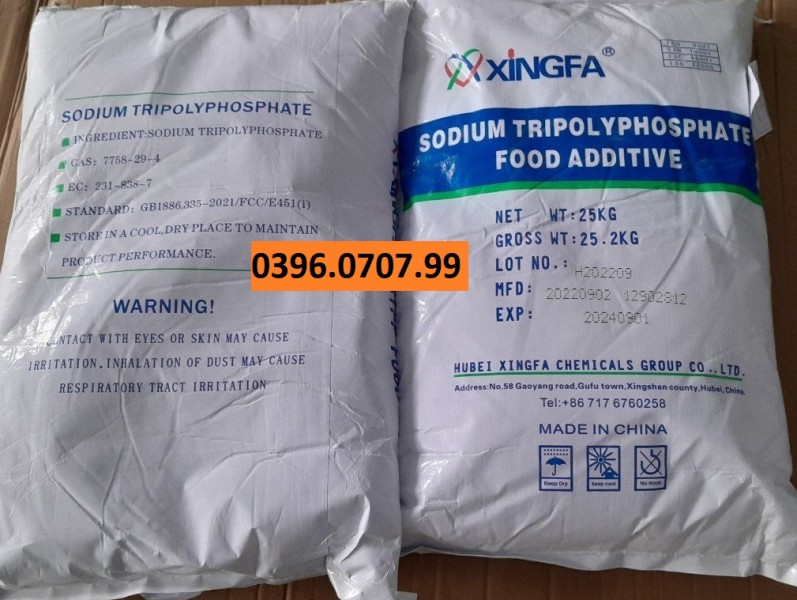 SODIUM TRIPOLYPHOSPHATE
INGREDIENT:SODIUM TRIPOLYPHOSPHATE
CAS: 7758-29-4
EC: 231-838-7
STANDARD: GB1886.335-2021/FCC/E451(1)
STORE IN A COOL,DRY PLACE TO MAINTAIN
PRODUCT PERFORMANCE.
WARNING!
CONTACT WITH EYES OR SKIN MAY CAUSE
IRRITATION.INHALATION OF DUST MAY CAUSE
RESPIRATORY TRACT IRRITATION
0396.0707.99
XINGFA®
SODIUM TRIPOLYPHOSPHATE
FOOD ADDITIVE
NET WT:25KG
GROSS WT:25.2KG
LOT NO.: H202209
MFD: 20220902 12902812
EXP: 20240901
HUBEI XINGFA CHEMICALS GROUP CO.,LTD.
Address:No.58 Gaoyang road,Gufu town,Xingshan county,Hubei,China.
Tel:+86 717 6760258
MADE IN CHINA
Keep Dry
Keep cool
No Hook